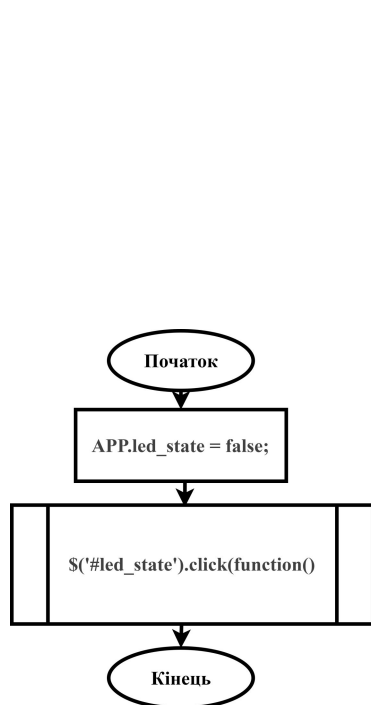 Початок
APP.led_state = false;
$('#led_state').click(function()
Кінець